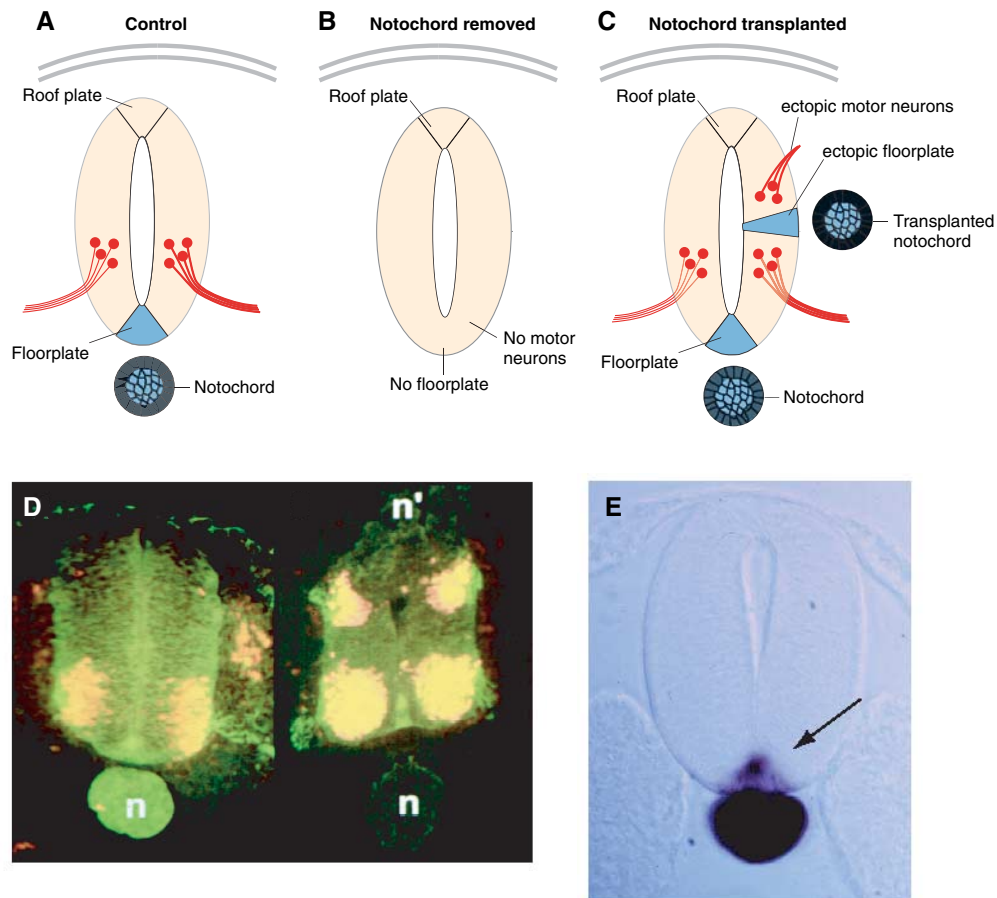 A
Control
Roof plate
Floorplate
Notochord
B
Notochord removed
Roof plate
No motor
neurons
No floorplate
C
Notochord transplanted
Roof plate
ectopic motor neurons
ectopic floorplate
Transplanted
notochord
Floorplate
Notochord
D
n
n'
n
E